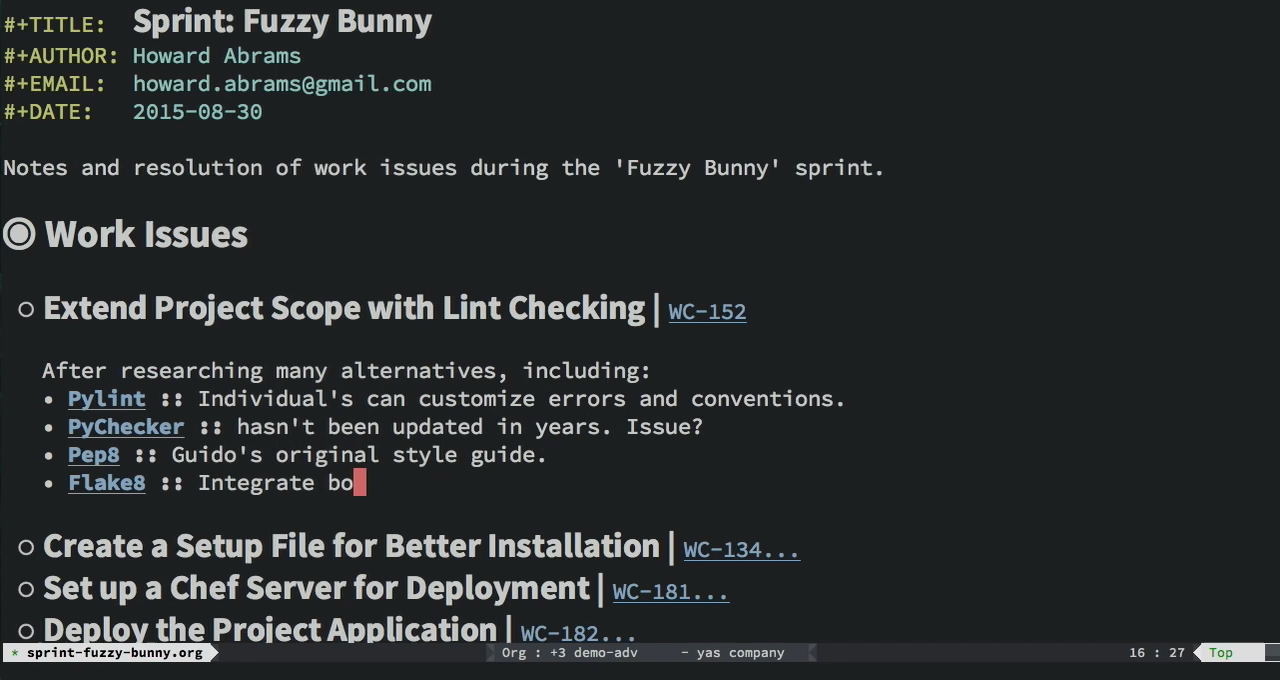 #+TITLE: Sprint: Fuzzy Bunny
#+AUTHOR: Howard Abrams
#+EMAIL: howard.abrams@gmail.com
#+DATE: 2015-08-30
Notes and resolution of work issues during the 'Fuzzy Bunny' sprint.
Work Issues
○ Extend Project Scope with Lint Checking | WC-152
After researching many alternatives, including:
• Pylint :: Individual's can customize errors and conventions.
• PyChecker :: hasn't been updated in years. Issue?
• Pep8 :: Guido's original style guide.
• Flake8 :: Integrate bo
○ Create a Setup File for Better Installation | WC-134...
○ Set up a Chef Server for Deployment | WC-181...
○ Deploy the Project Application | WC-182...
* sprint-fuzzy-bunny.org Org : +3 demo-adv - yas company 16 : 27 Top